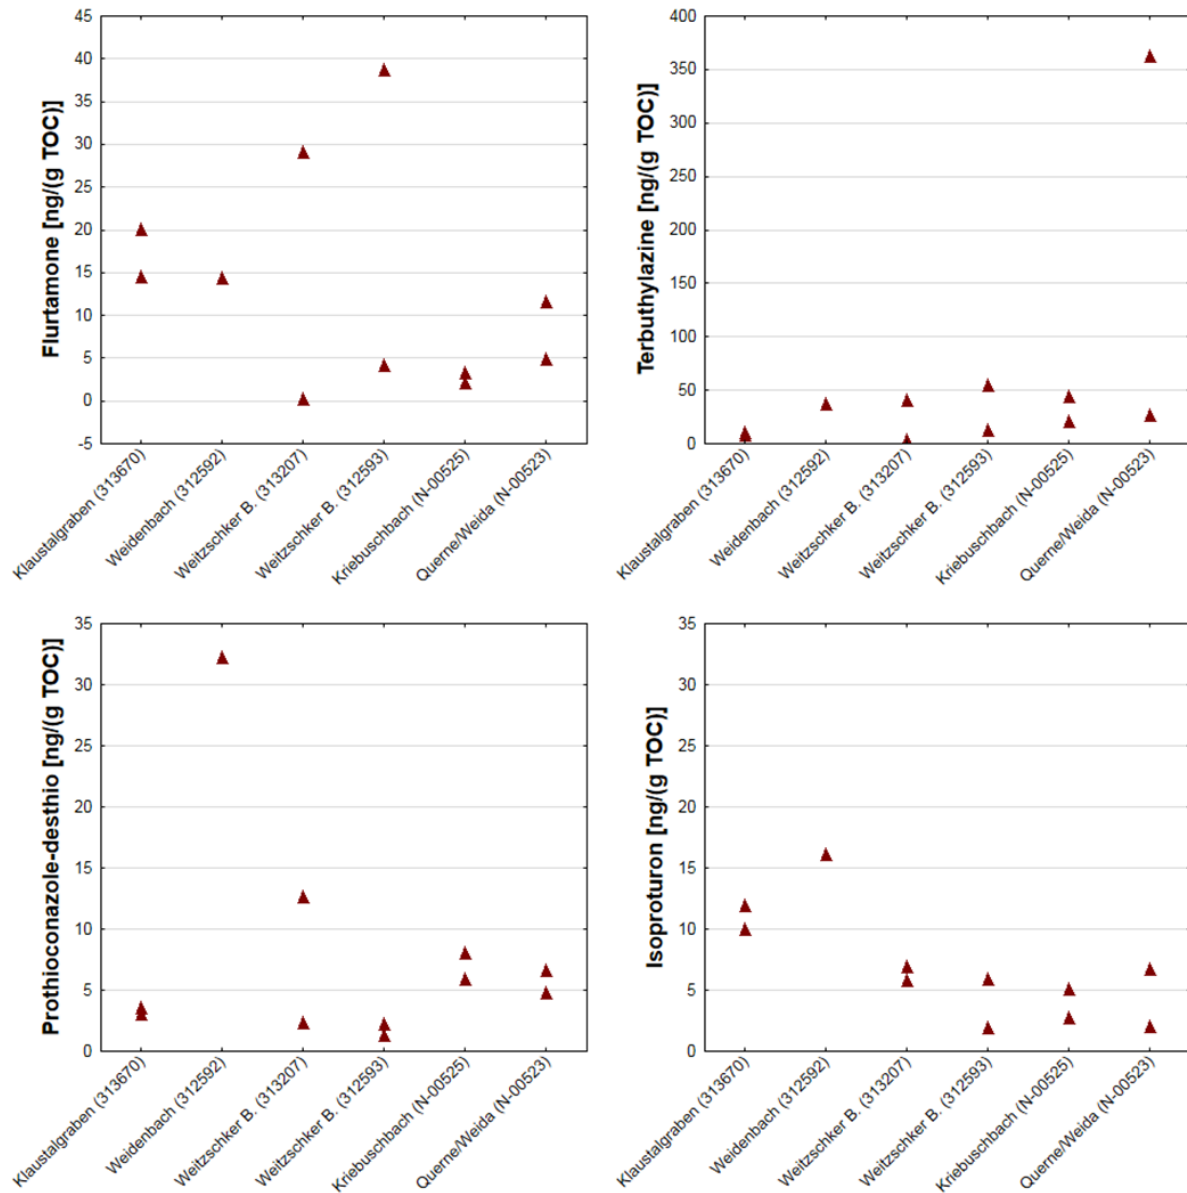 Flurtamone [ng/(g TOC)]
45
40
35
30
25
20
15
10
5
0
-5
Klaustalgraben (313670)
Weidenbach (312592)
Weitzschker B. (313207)
Weitzschker B. (312593)
Kriebuschbach (N-00525)
Querne/Weida (N-00523)
Terbuthylazine [ng/(g TOC)]
400
350
300
250
200
150
100
50
0
Klaustalgraben (313670)
Weidenbach (312592)
Weitzschker B. (313207)
Weitzschker B. (312593)
Kriebuschbach (N-00525)
Querne/Weida (N-00523)
Prothioconazole-desthio [ng/(g TOC)]
35
30
25
20
15
10
5
0
Klaustalgraben (313670)
Weidenbach (312592)
Weitzschker B. (313207)
Weitzschker B. (312593)
Kriebuschbach (N-00525)
Querne/Weida (N-00523)
Isoproturon [ng/(g TOC)]
35
30
25
20
15
10
5
0
Klaustalgraben (313670)
Weidenbach (312592)
Weitzschker B. (313207)
Weitzschker B. (312593)
Kriebuschbach (N-00525)
Querne/Weida (N-00523)